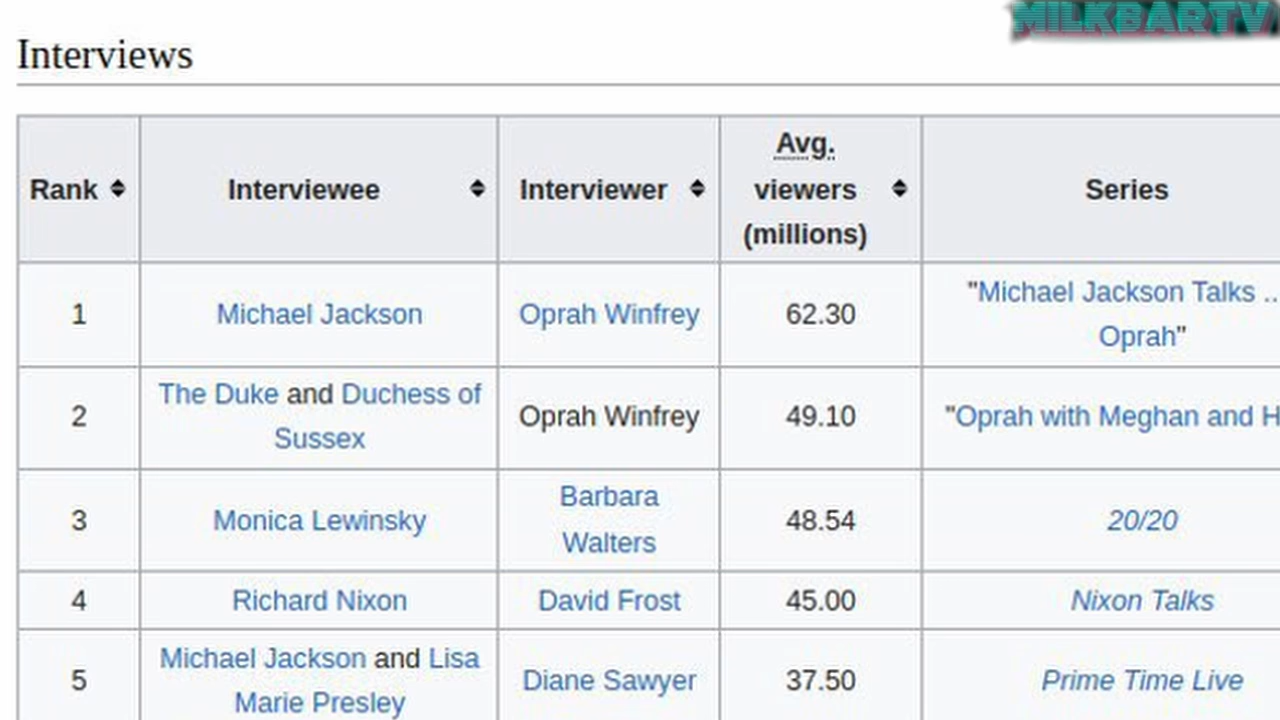 MILKBARTV
Interviews
Rank
Interviewee
Interviewer
Avg.
viewers
(millions)
Series
1
Michael Jackson
Oprah Winfrey
62.30
"Michael Jackson Talks ..
Oprah"
2
The Duke and Duchess of
Sussex
Oprah Winfrey
49.10
"Oprah with Meghan and H
3
Monica Lewinsky
Barbara
Walters
48.54
20/20
4
Richard Nixon
David Frost
45.00
Nixon Talks
5
Michael Jackson and Lisa
Marie Presley
Diane Sawyer
37.50
Prime Time Live